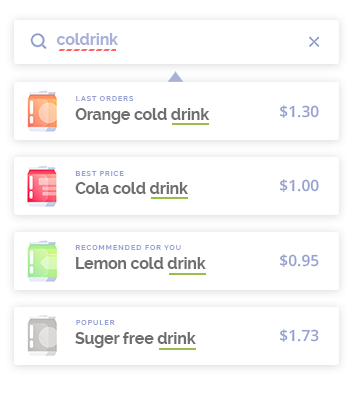 coldrink
LAST ORDERS
Orange cold drink
$1.30
BEST PRICE
Cola cold drink
$1.00
RECOMMENDED FOR YOU
Lemon cold drink
$0.95
POPULER
Suger free drink
$1.73